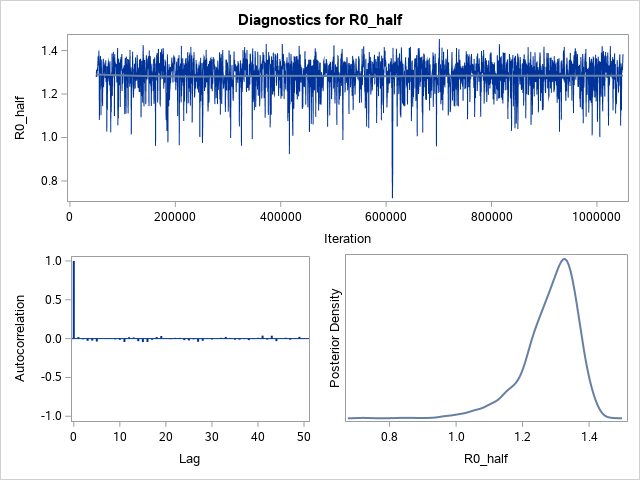 Diagnostics for R0_half
R0_half
1.4
1.2
1.0
0.8
0 200000 400000 600000 800000 1000000
Iteration
Autocorrelation
1.0
0.5
0.0
-0.5
-1.0
0 10 20 30 40 50
Lag
Posterior Density
0.8 1.0 1.2 1.4
R0_half